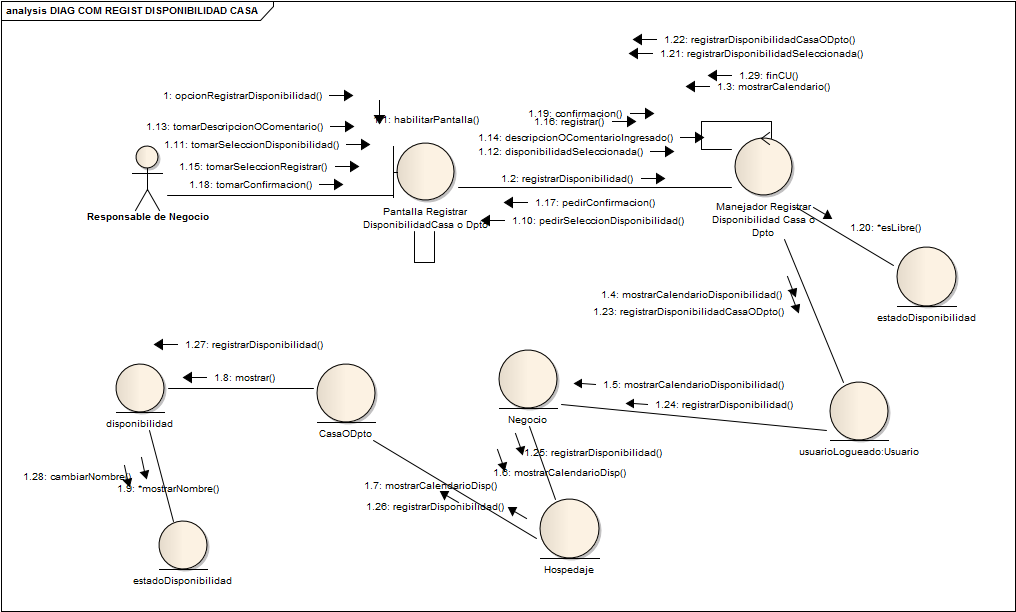 analysis DIAG COM REGIST DISPONIBILIDAD CASA
1.22: registrarDisponibilidadCasaODpto()
1.21: registrarDisponibilidadSeleccionada()
1.29: finCU()
1.3: mostrarCalendario()
1: opcionRegistrarDisponibilidad()
1.1: habilitarPantalla()
1.19: confirmacion()
1.16: registrar()
1.13: tomarDescripcionOComentario()
1.14: descripcionOComentarioIngresado()
1.11: tomarSeleccionDisponibilidad()
1.12: disponibilidadSeleccionada()
1.15: tomarSeleccionRegistrar()
1.18: tomarConfirmacion()
1.2: registrarDisponibilidad()
Responsable de Negocio
Pantalla Registrar
DisponibilidadCasa o Dpto
1.17: pedirConfirmacion()
1.10: pedirSeleccionDisponibilidad()
Manejador Registrar
Disponibilidad Casa o
Dpto
1.20: *esLibre()
estadoDisponibilidad
1.4: mostrarCalendarioDisponibilidad()
1.23: registrarDisponibilidadCasaODpto()
1.27: registrarDisponibilidad()
1.8: mostrar()
1.5: mostrarCalendarioDisponibilidad()
1.24: registrarDisponibilidad()
disponibilidad
CasaODpto
Negocio
usuarioLogueado:Usuario
1.25: registrarDisponibilidad()
1.6: mostrarCalendarioDisp()
1.28: cambiarNombre()
1.9: *mostrarNombre()
1.7: mostrarCalendarioDisp()
1.26: registrarDisponibilidad()
Hospedaje
estadoDisponibilidad